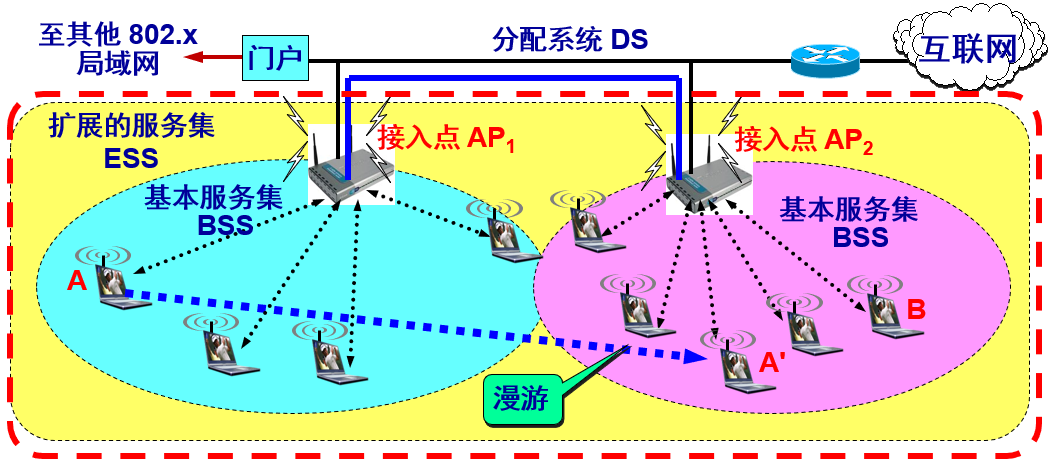 至其他 802.x
局域网
门户
分配系统 DS
互联网
扩展的服务集
ESS
接入点 AP₁
接入点 AP₂
基本服务集
BSS
基本服务集
BSS
A
B
A'
漫游